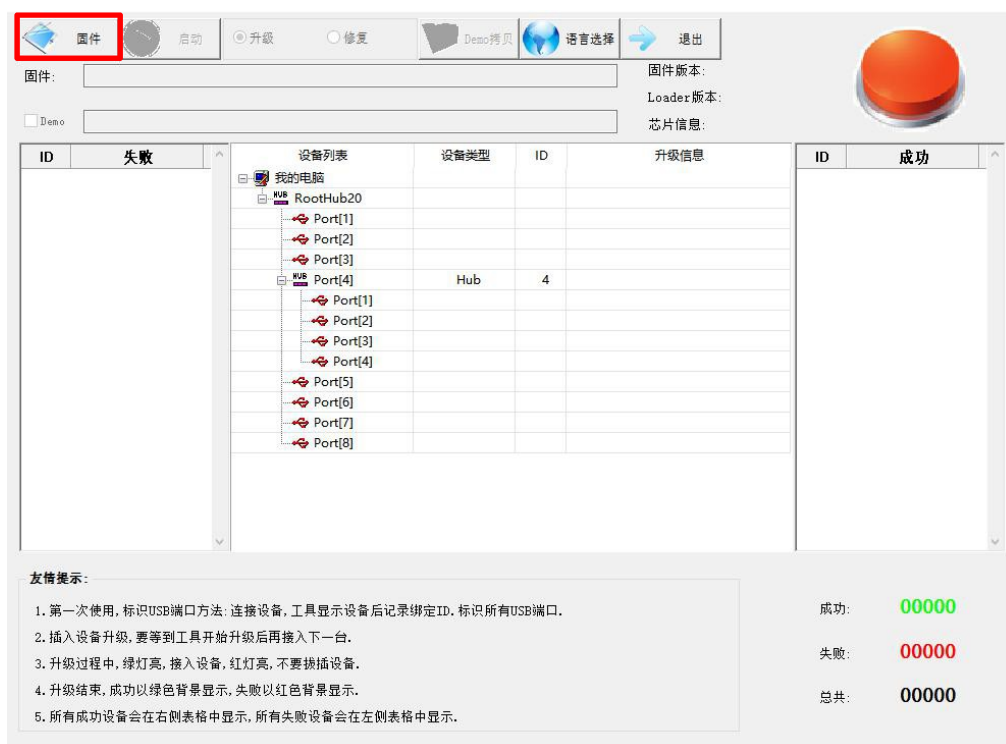 固件 启动 升级 修复 Demo拷贝 语言选择 退出
固件: 固件版本:
Loader版本:
Demo 芯片信息:
ID 失败 设备列表 设备类型 ID 升级信息 ID 成功
我的电脑
HUB RootHub20
Port[1]
Port[2]
Port[3]
HUB Port[4] Hub 4
Port[1]
Port[2]
Port[3]
Port[4]
Port[5]
Port[6]
Port[7]
Port[8]
友情提示:
1.第一次使用,标识USB端口方法:连接设备,工具显示设备后记录绑定ID.标识所有USB端口.
2.插入设备升级,要等到工具开始升级后再接入下一台.
3.升级过程中,绿灯亮,接入设备,红灯亮,不要拔插设备.
4.升级结束,成功以绿色背景显示,失败以红色背景显示.
5.所有成功设备会在右侧表格中显示,所有失败设备会在左侧表格中显示.
成功: 00000
失败: 00000
总共: 00000